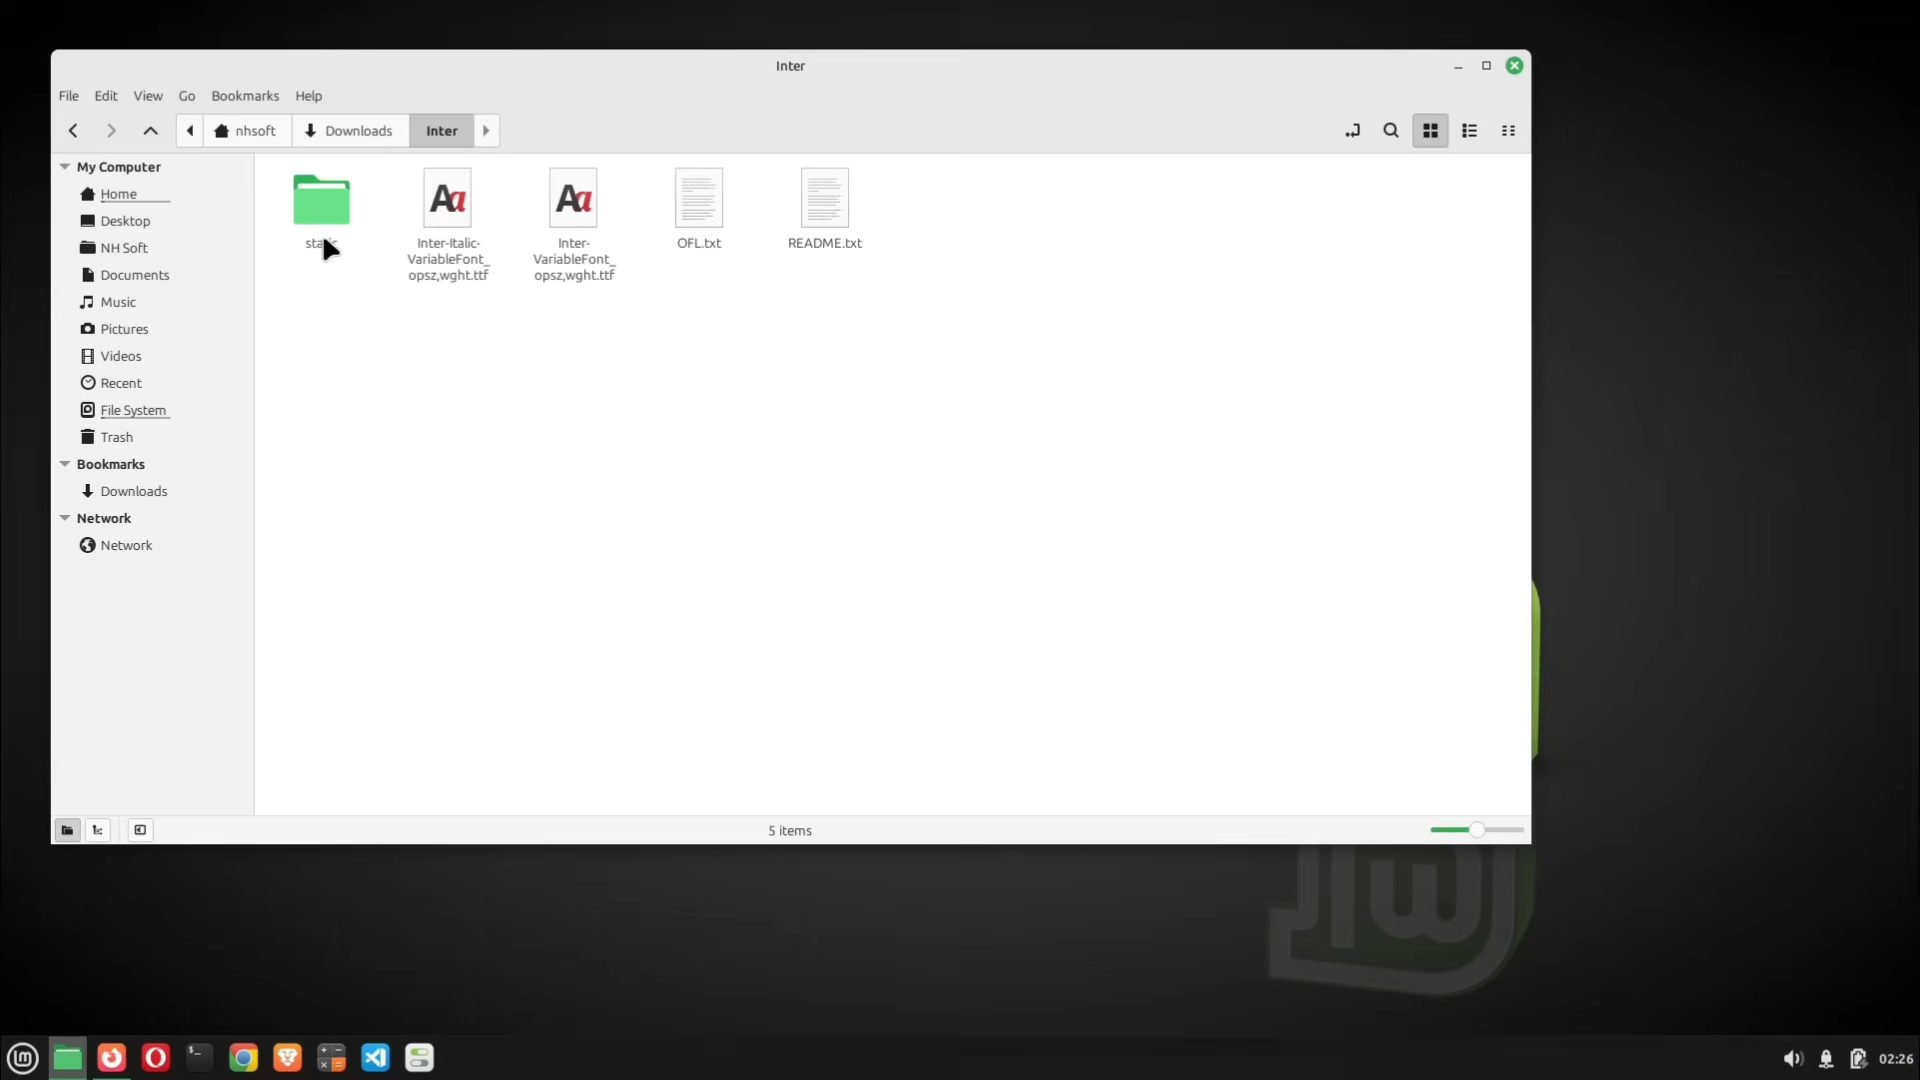 Inter
File Edit View Go Bookmarks Help
nhsoft Downloads Inter
My Computer
Home
Desktop
NH Soft
Documents
Music
Pictures
Videos
Recent
File System
Trash
Bookmarks
Downloads
Network
Network
Inter-Italic-
VariableFont_
opsz,wght.ttf
Inter-
VariableFont_
opsz,wght.ttf
OFL.txt
README.txt
5 items
02:26